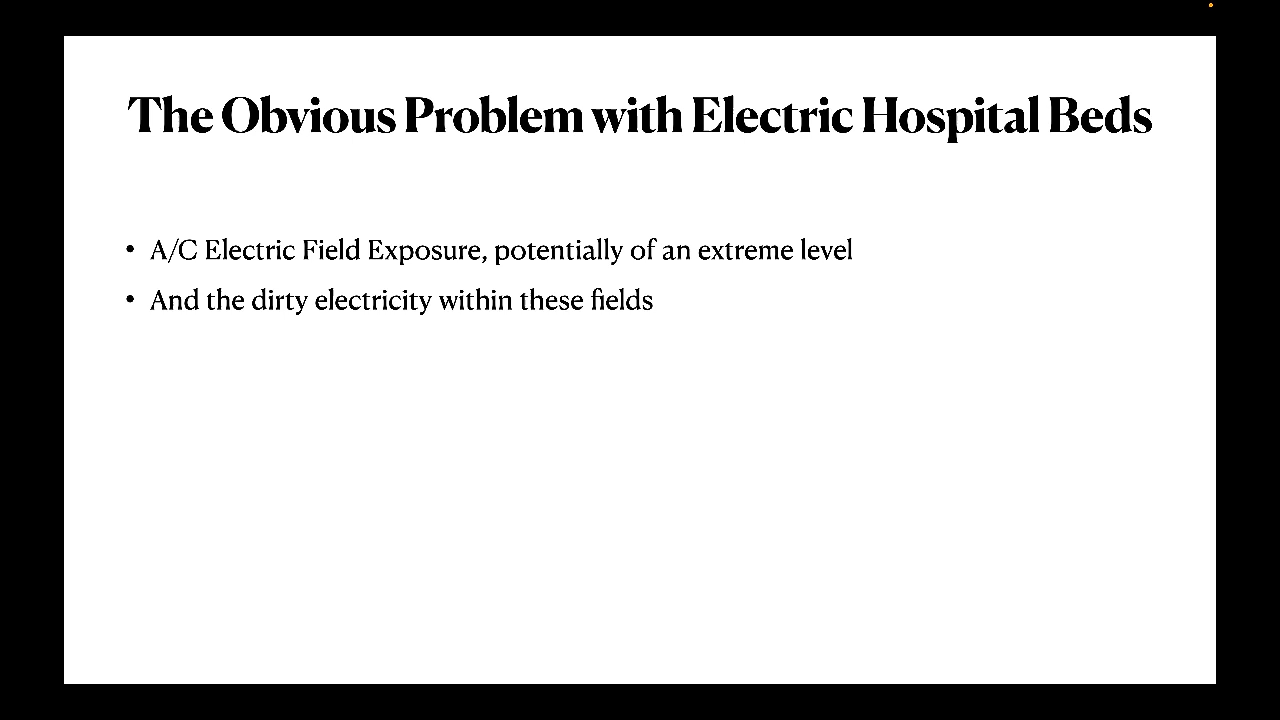 The Obvious Problem with Electric Hospital Beds
• A/C Electric Field Exposure, potentially of an extreme level
• And the dirty electricity within these fields